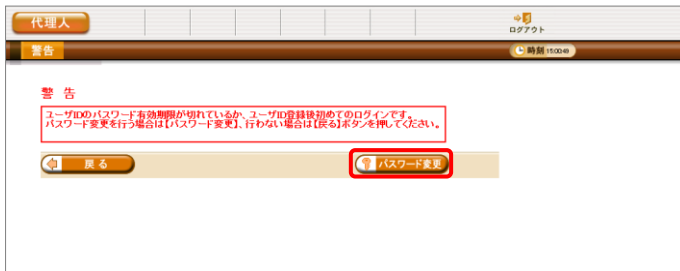 代理人
ログアウト
警告
時刻 15:00:49
警 告
ユーザIDのパスワード有効期限が切れているか、ユーザID登録後初めてのログインです。
パスワード変更を行う場合は【パスワード変更】、行わない場合は【戻る】ボタンを押してください。
戻 る
パスワード変更